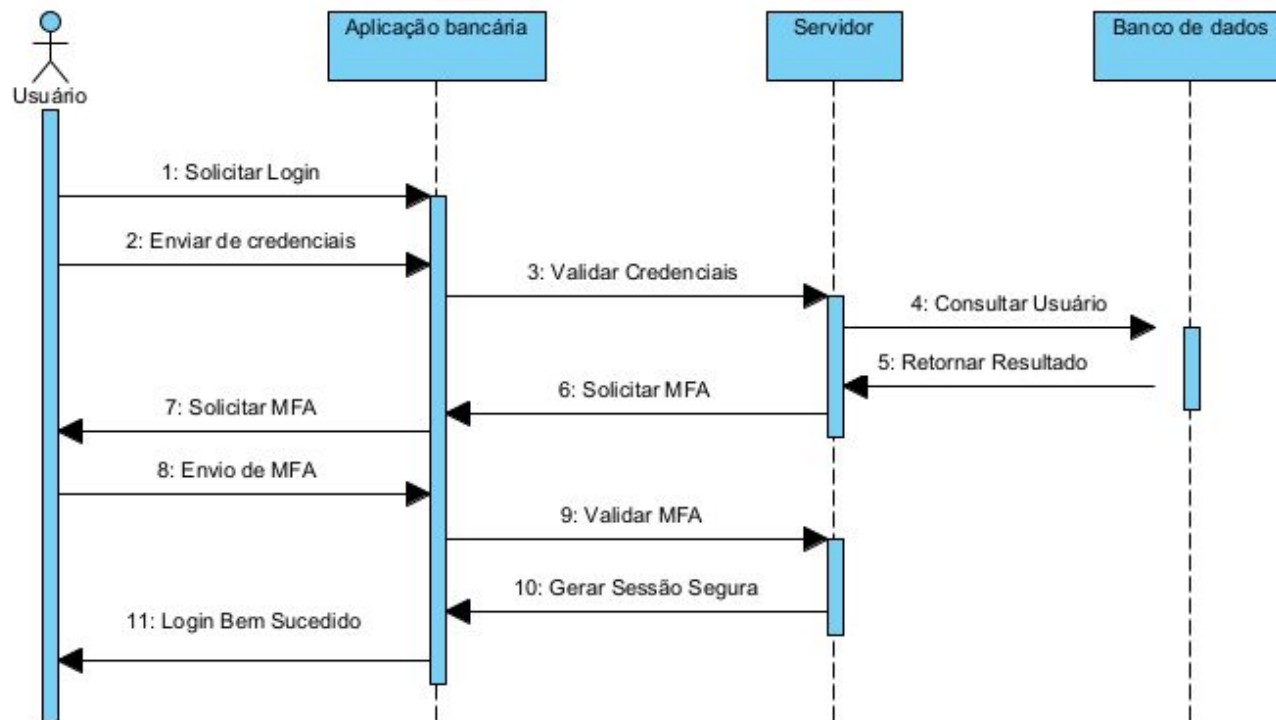 Aplicação bancária
Servidor
Banco de dados
Usuário
1: Solicitar Login
2: Enviar de credenciais
3: Validar Credenciais
4: Consultar Usuário
5: Retornar Resultado
6: Solicitar MFA
7: Solicitar MFA
8: Envio de MFA
9: Validar MFA
10: Gerar Sessão Segura
11: Login Bem Sucedido